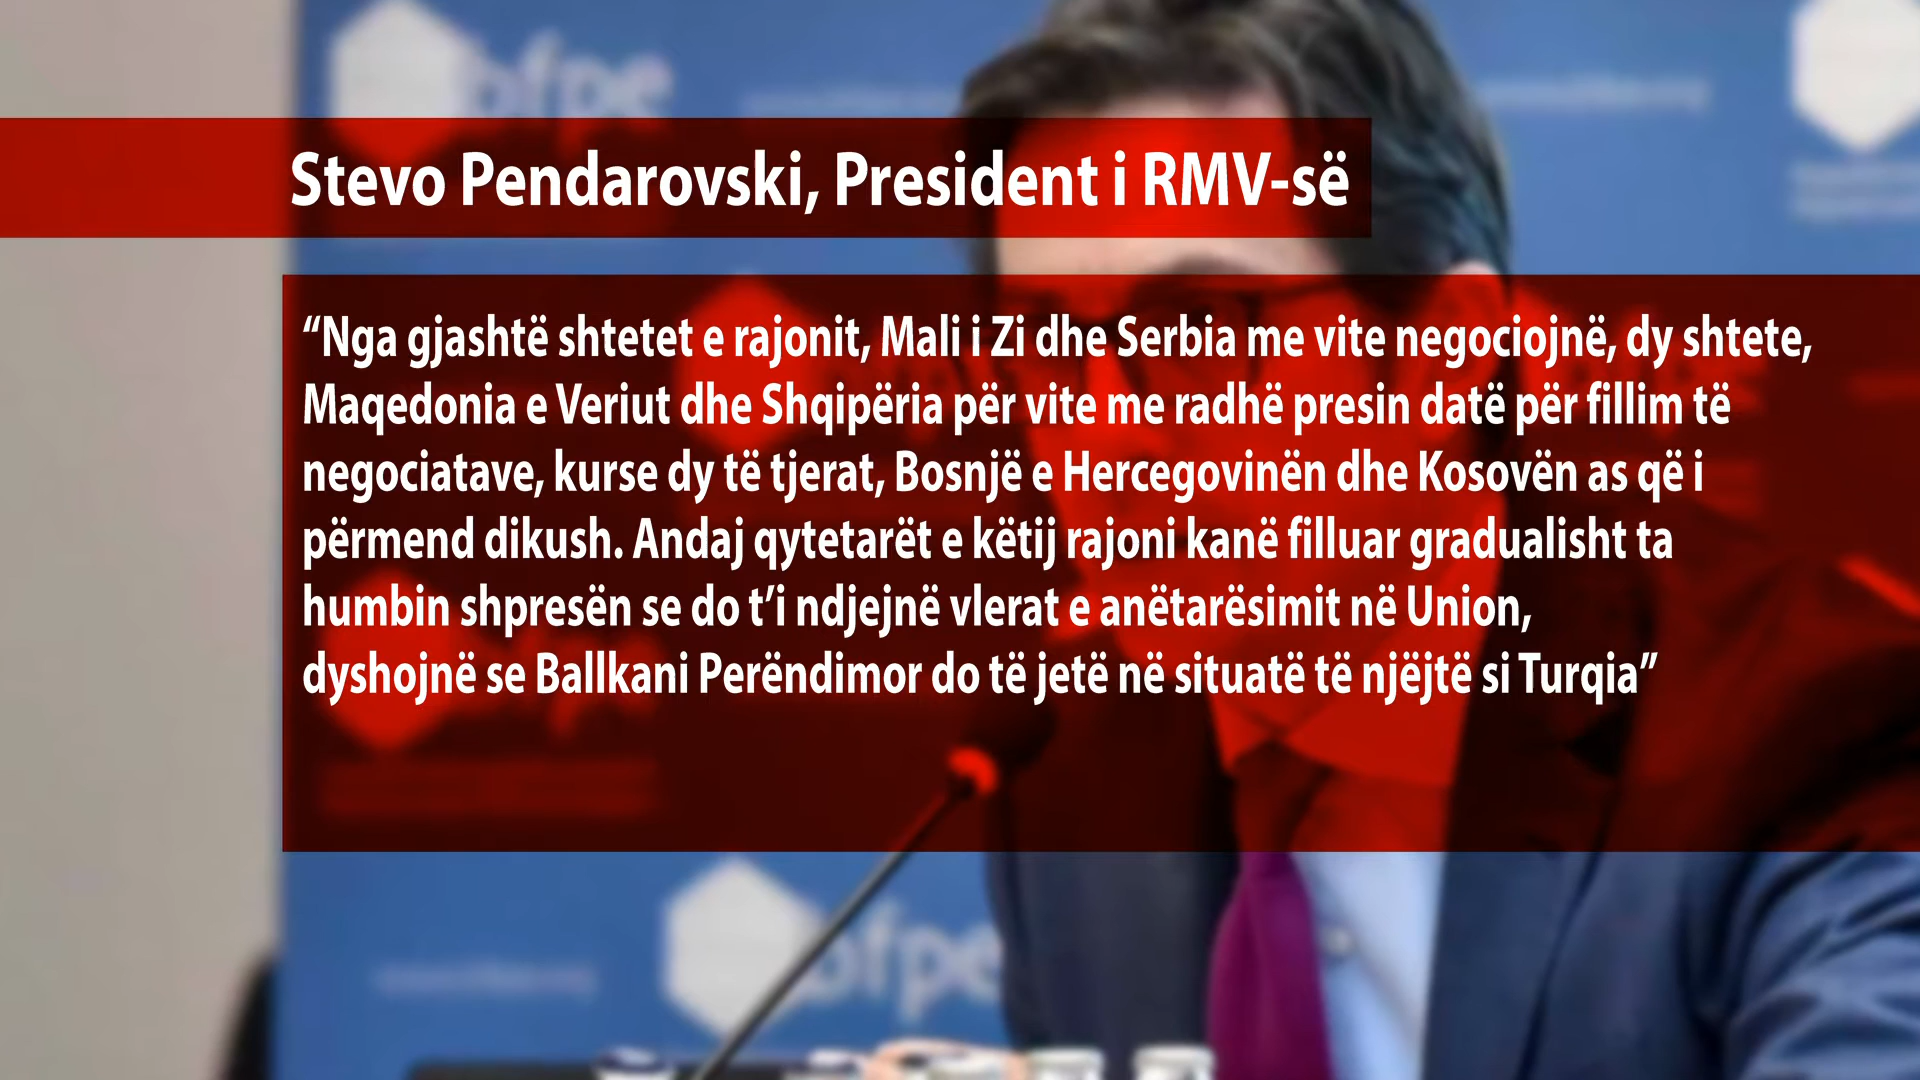 bfpe
Stevo Pendarovski, President i RMV-së
“Nga gjashtë shtetet e rajonit, Mali i Zi dhe Serbia me vite negociojnë, dy shtete,
Maqedonia e Veriut dhe Shqipëria për vite me radhë presin datë për fillim të
negociatave, kurse dy të tjerat, Bosnjë e Hercegovinën dhe Kosovën as që i
përmend dikush. Andaj qytetarët e këtij rajoni kanë filluar gradualisht ta
humbin shpresën se do t’i ndjejnë vlerat e anëtarësimit në Union,
dyshojnë se Ballkani Perëndimor do të jetë në situatë të njëjtë si Turqia”
bfpe